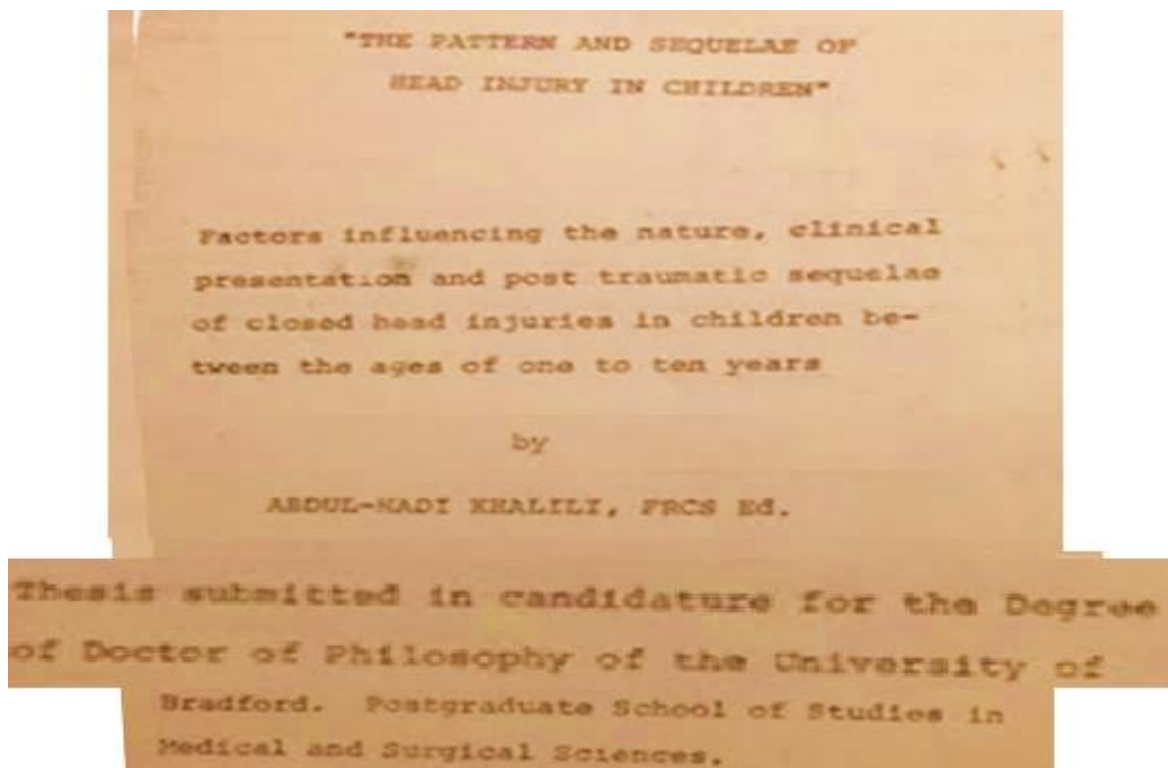 "THE PATTERN AND SEQUELAE OF
HEAD INJURY IN CHILDREN"
Factors influencing the nature, clinical
presentation and post traumatic sequelae
of closed head injuries in children be-
tween the ages of one to ten years
by
ABDUL-HADI KHALILI, FRCS Ed.
Thesis submitted in candidature for the Degree
of Doctor of Philosophy of the University of
Bradford. Postgraduate School of Studies in
Medical and Surgical Sciences.